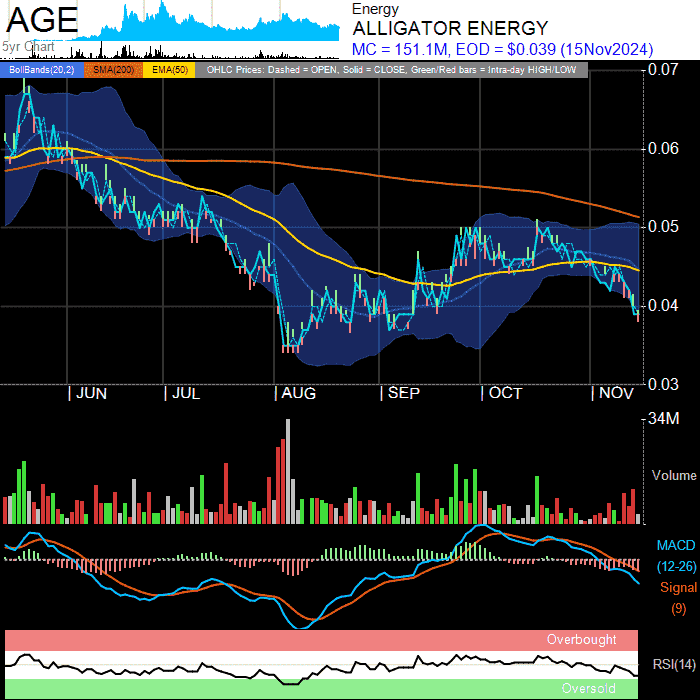 AGE
5yr Chart
Energy
ALLIGATOR ENERGY
MC = 151.1M, EOD = $0.039 (15Nov2024)
BollBands(20,2) SMA(200) EMA(50) OHLC Prices: Dashed = OPEN, Solid = CLOSE, Green/Red bars = Intra-day HIGH/LOW
0.07
0.06
0.05
0.04
0.03
JUN JUL AUG SEP OCT NOV
34M
Volume
MACD
(12-26)
Signal
(9)
Overbought
RSI(14)
Oversold